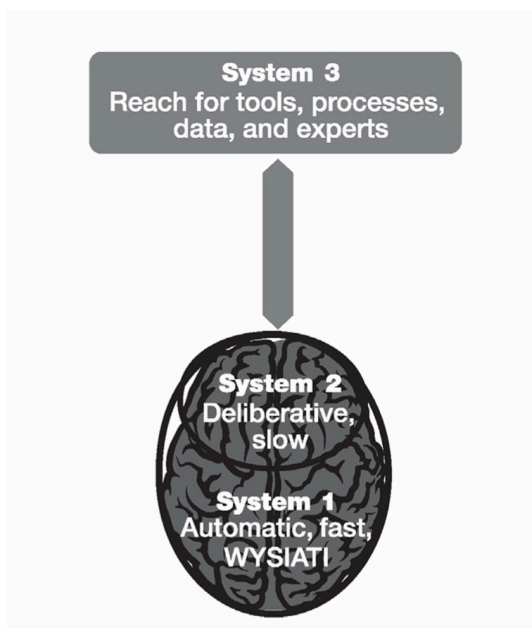 System 3
Reach for tools, processes,
data, and experts
System 2
Deliberative,
slow
System 1
Automatic, fast,
WYSIATI